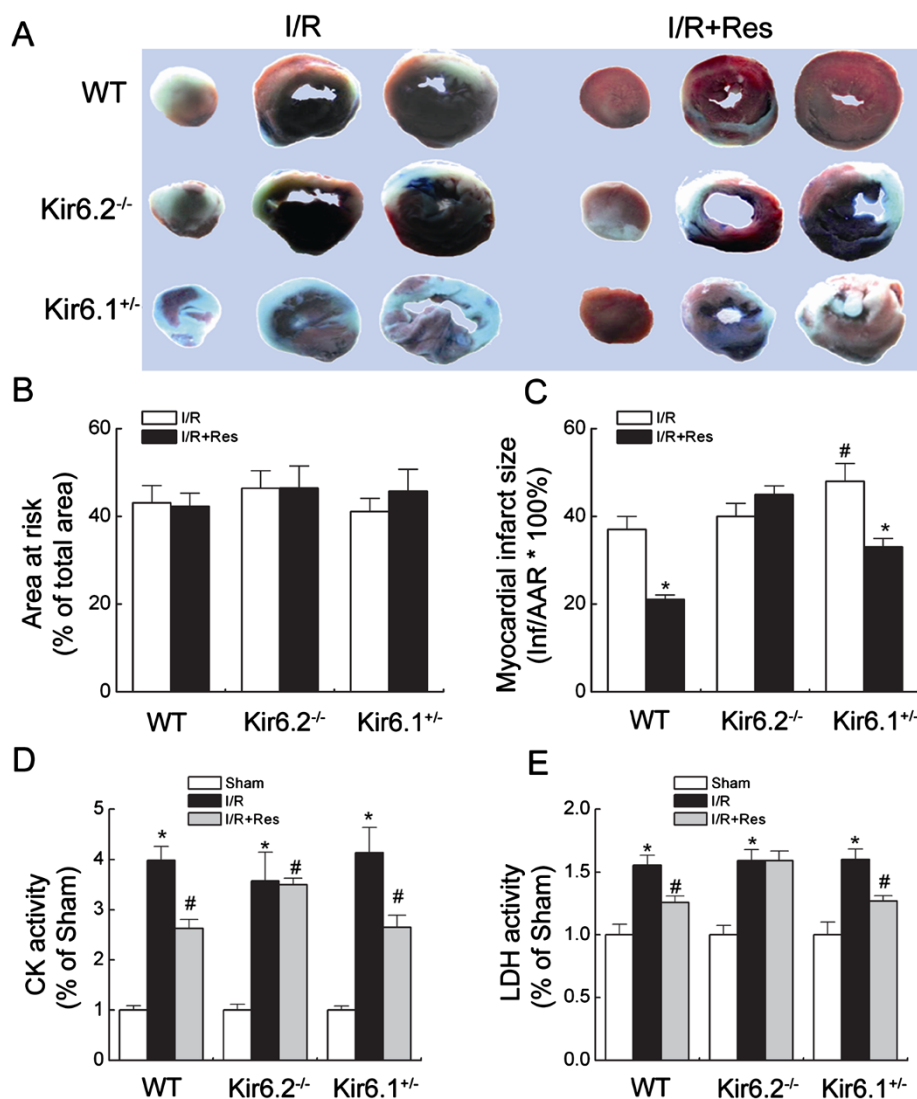 A
I/R
I/R+Res
WT
Kir6.2-/-
Kir6.1+/-
B
I/R
I/R+Res
Area at risk
(% of total area)
60
40
20
0
WT
Kir6.2-/-
Kir6.1+/-
C
I/R
I/R+Res
Myocardial infarct size
(Inf/AAR * 100%)
60
40
20
0
*
#
*
WT
Kir6.2-/-
Kir6.1+/-
D
Sham
I/R
I/R+Res
CK activity
(% of Sham)
5
4
3
2
1
0
*
#
*
#
*
#
WT
Kir6.2-/-
Kir6.1+/-
E
Sham
I/R
I/R+Res
LDH activity
(% of Sham)
2.0
1.5
1.0
0.5
0.0
*
#
*
*
#
WT
Kir6.2-/-
Kir6.1+/-